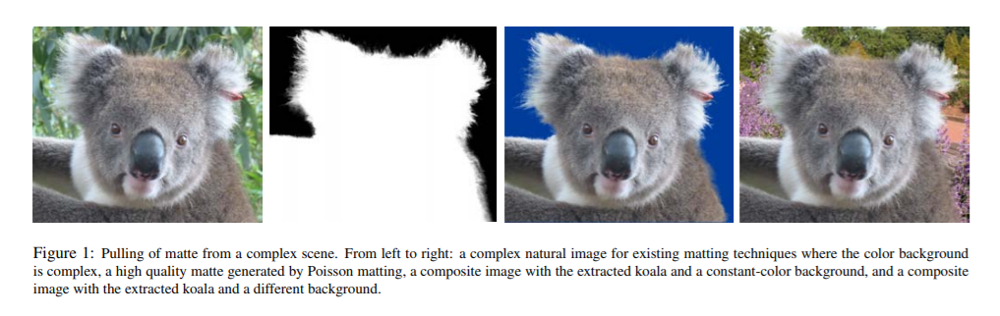 Figure 1: Pulling of matte from a complex scene. From left to right: a complex natural image for existing matting techniques where the color background
is complex, a high quality matte generated by Poisson matting, a composite image with the extracted koala and a constant-color background, and a composite
image with the extracted koala and a different background.